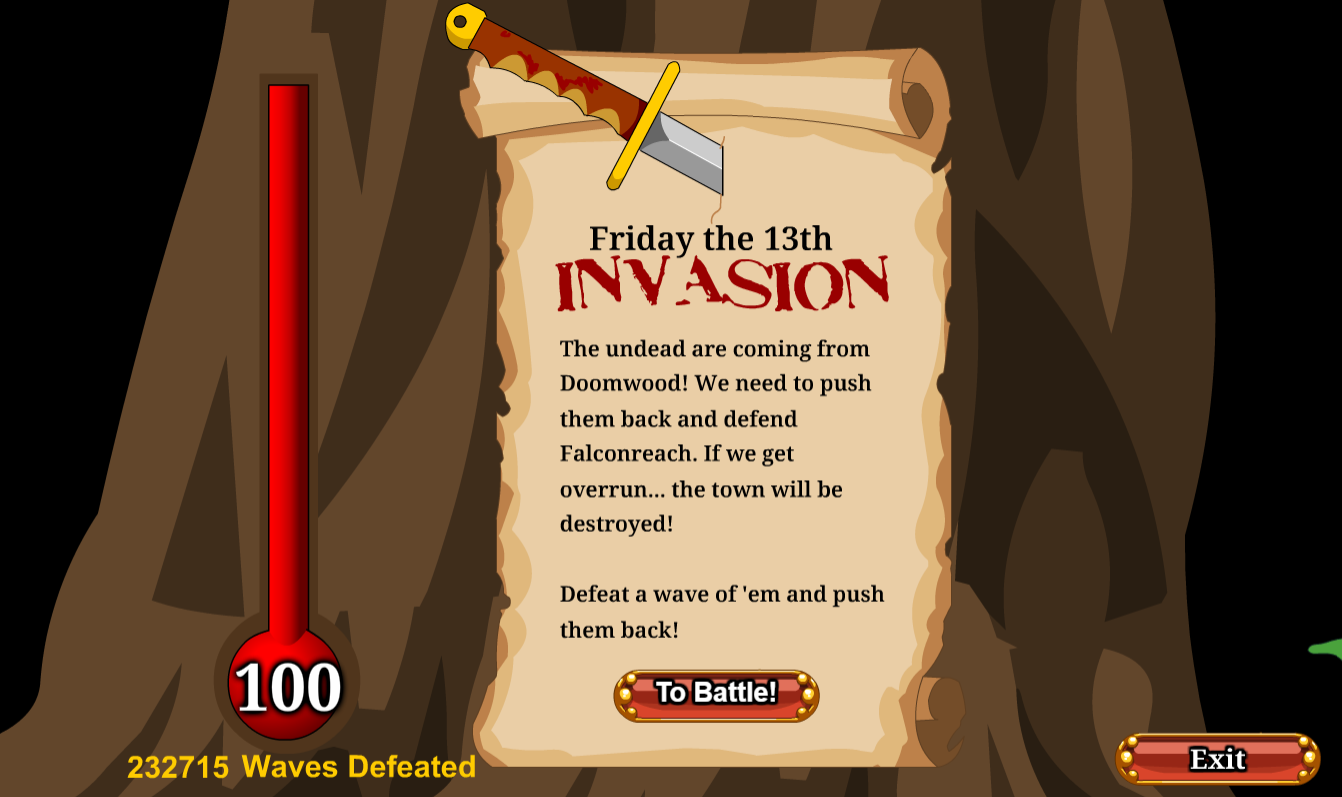 Friday the 13th
INVASION
The undead are coming from
Doomwood! We need to push
them back and defend
Falconreach. If we get
overrun... the town will be
destroyed!
Defeat a wave of 'em and push
them back!
To Battle!
100
232715 Waves Defeated
Exit